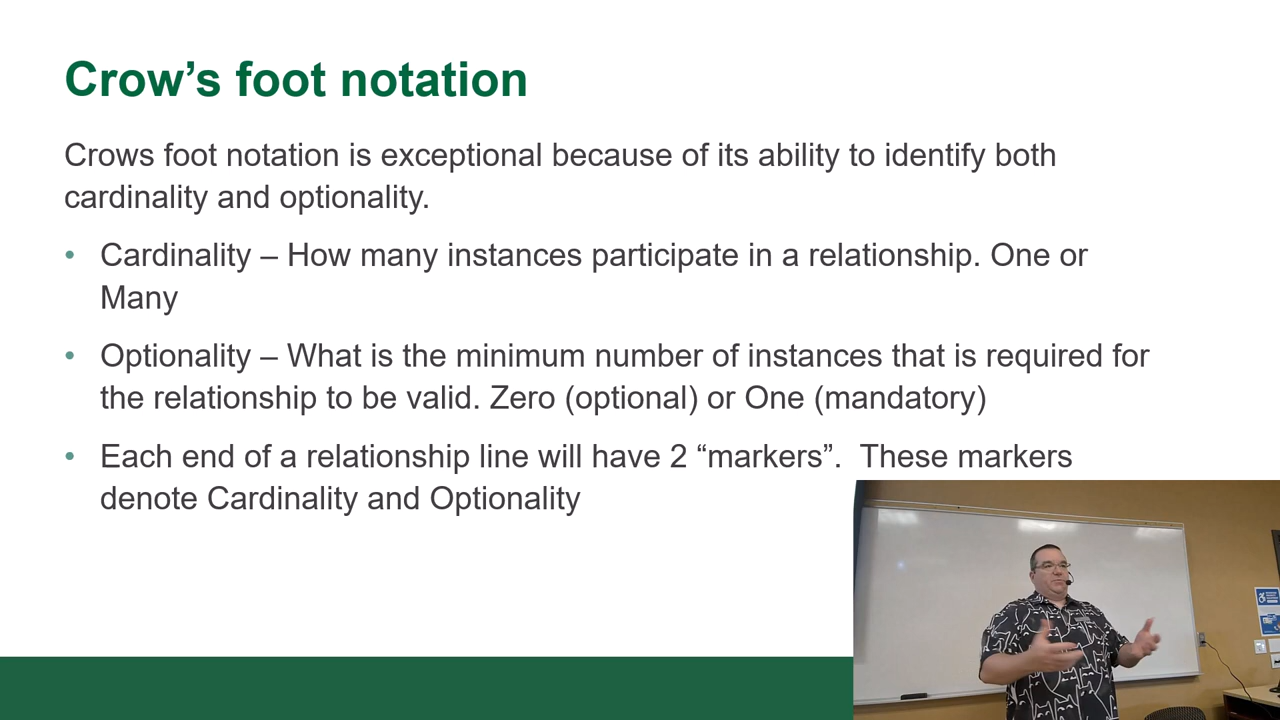 Crow’s foot notation
Crows foot notation is exceptional because of its ability to identify both
cardinality and optionality.
• Cardinality – How many instances participate in a relationship. One or
Many
• Optionality – What is the minimum number of instances that is required for
the relationship to be valid. Zero (optional) or One (mandatory)
• Each end of a relationship line will have 2 “markers”.  These markers
denote Cardinality and Optionality